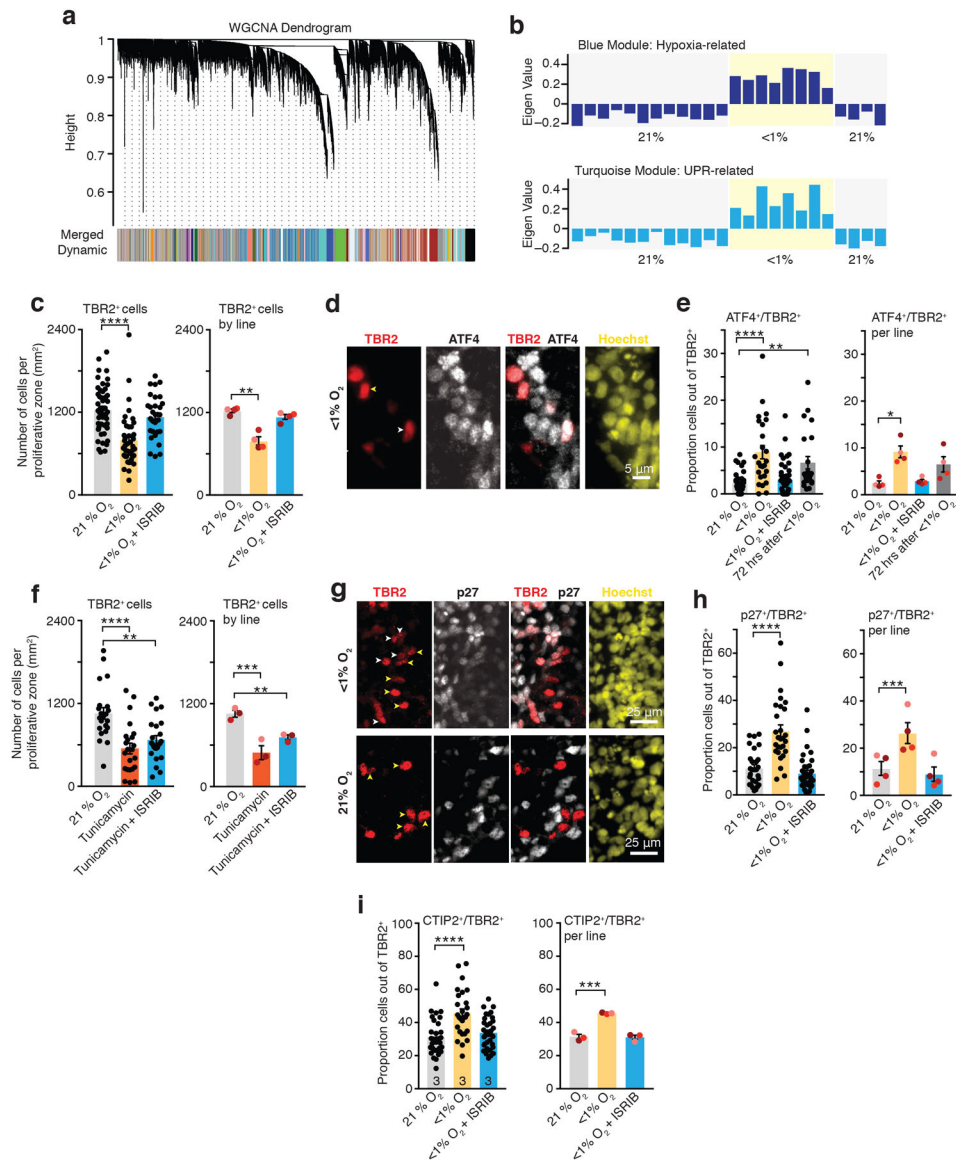 a
WGCNA Dendrogram
Height
1
0.9
0.8
0.7
0.6
Merged
Dynamic
b
Blue Module: Hypoxia-related
Eigen Value
0.4
0.2
0
−0.2
21%
<1%
21%
Turquoise Module: UPR-related
Eigen Value
0.4
0.2
0
−0.2
21%
<1%
21%
c
TBR2⁺ cells
Number of cells per
proliferative zone (mm²)
2400
1200
0
****
21 % O₂
<1% O₂
<1% O₂ + ISRIB
TBR2⁺ cells
by line
2400
1200
0
**
21 % O₂
<1% O₂
<1% O₂ + ISRIB
d
TBR2
ATF4
TBR2 ATF4
Hoechst
<1% O₂
5 µm
e
ATF4⁺/TBR2⁺
Proportion cells out of TBR2⁺
30
20
10
0
****
**
21 % O₂
<1% O₂
<1% O₂ + ISRIB
72 hrs after <1% O₂
ATF4⁺/TBR2⁺
per line
30
20
10
0
*
21 % O₂
<1% O₂
<1% O₂ + ISRIB
72 hrs after <1% O₂
f
TBR2⁺ cells
Number of cells per
proliferative zone (mm²)
2400
1200
0
****
**
21 % O₂
Tunicamycin
Tunicamycin + ISRIB
TBR2⁺ cells
by line
2400
1200
0
***
**
21 % O₂
Tunicamycin
Tunicamycin + ISRIB
g
TBR2
p27
TBR2 p27
Hoechst
<1% O₂
25 µm
21% O₂
25 µm
h
p27⁺/TBR2⁺
Proportion cells out of TBR2⁺
80
60
40
20
0
****
21 % O₂
<1% O₂
<1% O₂ + ISRIB
p27⁺/TBR2⁺
per line
80
60
40
20
0
***
21 % O₂
<1% O₂
<1% O₂ + ISRIB
i
CTIP2⁺/TBR2⁺
Proportion cells out of TBR2⁺
100
80
60
40
20
0
****
3
3
3
21 % O₂
<1% O₂
<1% O₂ + ISRIB
CTIP2⁺/TBR2⁺
per line
100
80
60
40
20
0
***
21 % O₂
<1% O₂
<1% O₂ + ISRIB